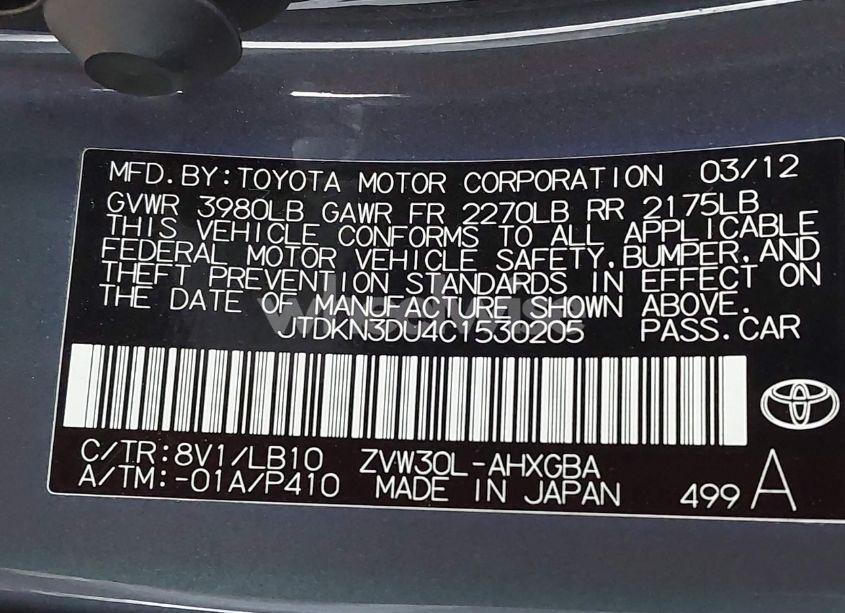 MFD.BY:TOYOTA MOTOR CORPORATION 03/12
GVWR 3980LB GAWR FR 2270LB RR 2175LB
THIS VEHICLE CONFORMS TO ALL APPLICABLE
FEDERAL MOTOR VEHICLE SAFETY,BUMPER,AND
THEFT PREVENTION STANDARDS IN EFFECT ON
THE DATE OF MANUFACTURE SHOWN ABOVE.
JTDKN3DU4C1530205 PASS.CAR
C/TR:8V1/LB10 ZVW30L-AHXGBA
A/TM:-01A/P410 MADE IN JAPAN 499 A